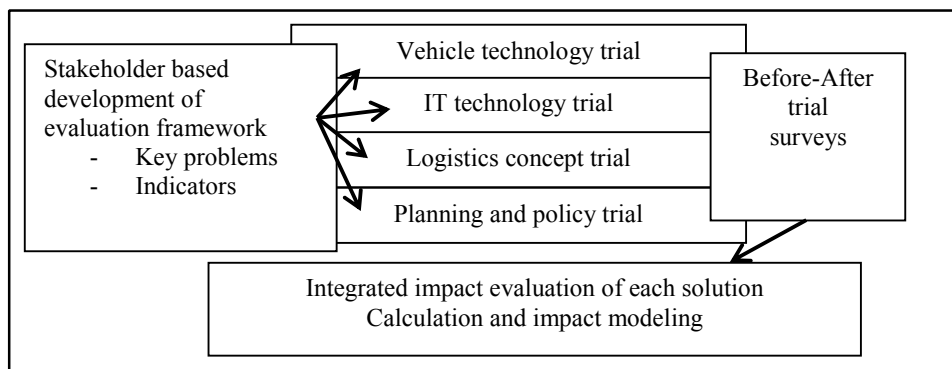 Stakeholder based
development of
evaluation framework
- Key problems
- Indicators
Vehicle technology trial
IT technology trial
Logistics concept trial
Planning and policy trial
Before-After
trial
surveys
Integrated impact evaluation of each solution
Calculation and impact modeling